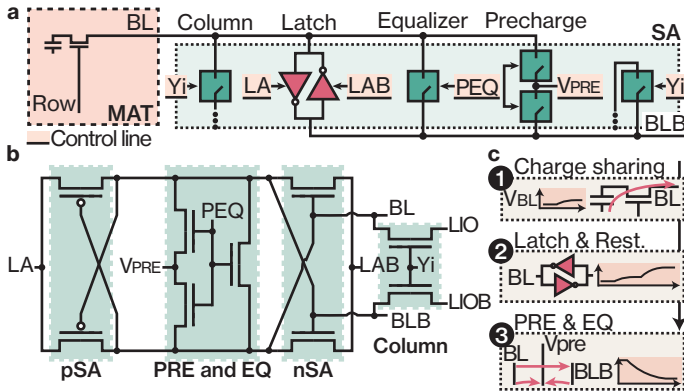 a
BL
Column
Latch
Equalizer
Precharge
SA
Yi
LA
LAB
PEQ
VPRE
Yi
Row
MAT
BLB
Control line
b
c
PEQ
BL
LIO
LA
VPRE
LAB
Yi
LIOB
BLB
Column
pSA
PRE and EQ
nSA
1
Charge sharing
VBL
BL
2
Latch & Rest.
BL
3
PRE & EQ
Vpre
BL
BLB